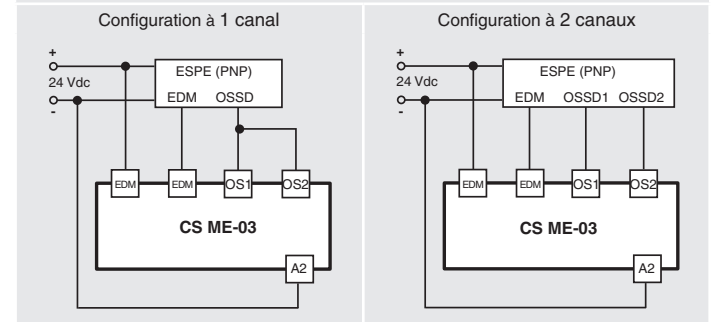 Configuration à 1 canal
+
24 Vdc
-
ESPE (PNP)
EDM OSSD
EDM EDM OS1 OS2
CS ME-03
A2
Configuration à 2 canaux
+
24 Vdc
-
ESPE (PNP)
EDM OSSD1 OSSD2
EDM EDM OS1 OS2
CS ME-03
A2